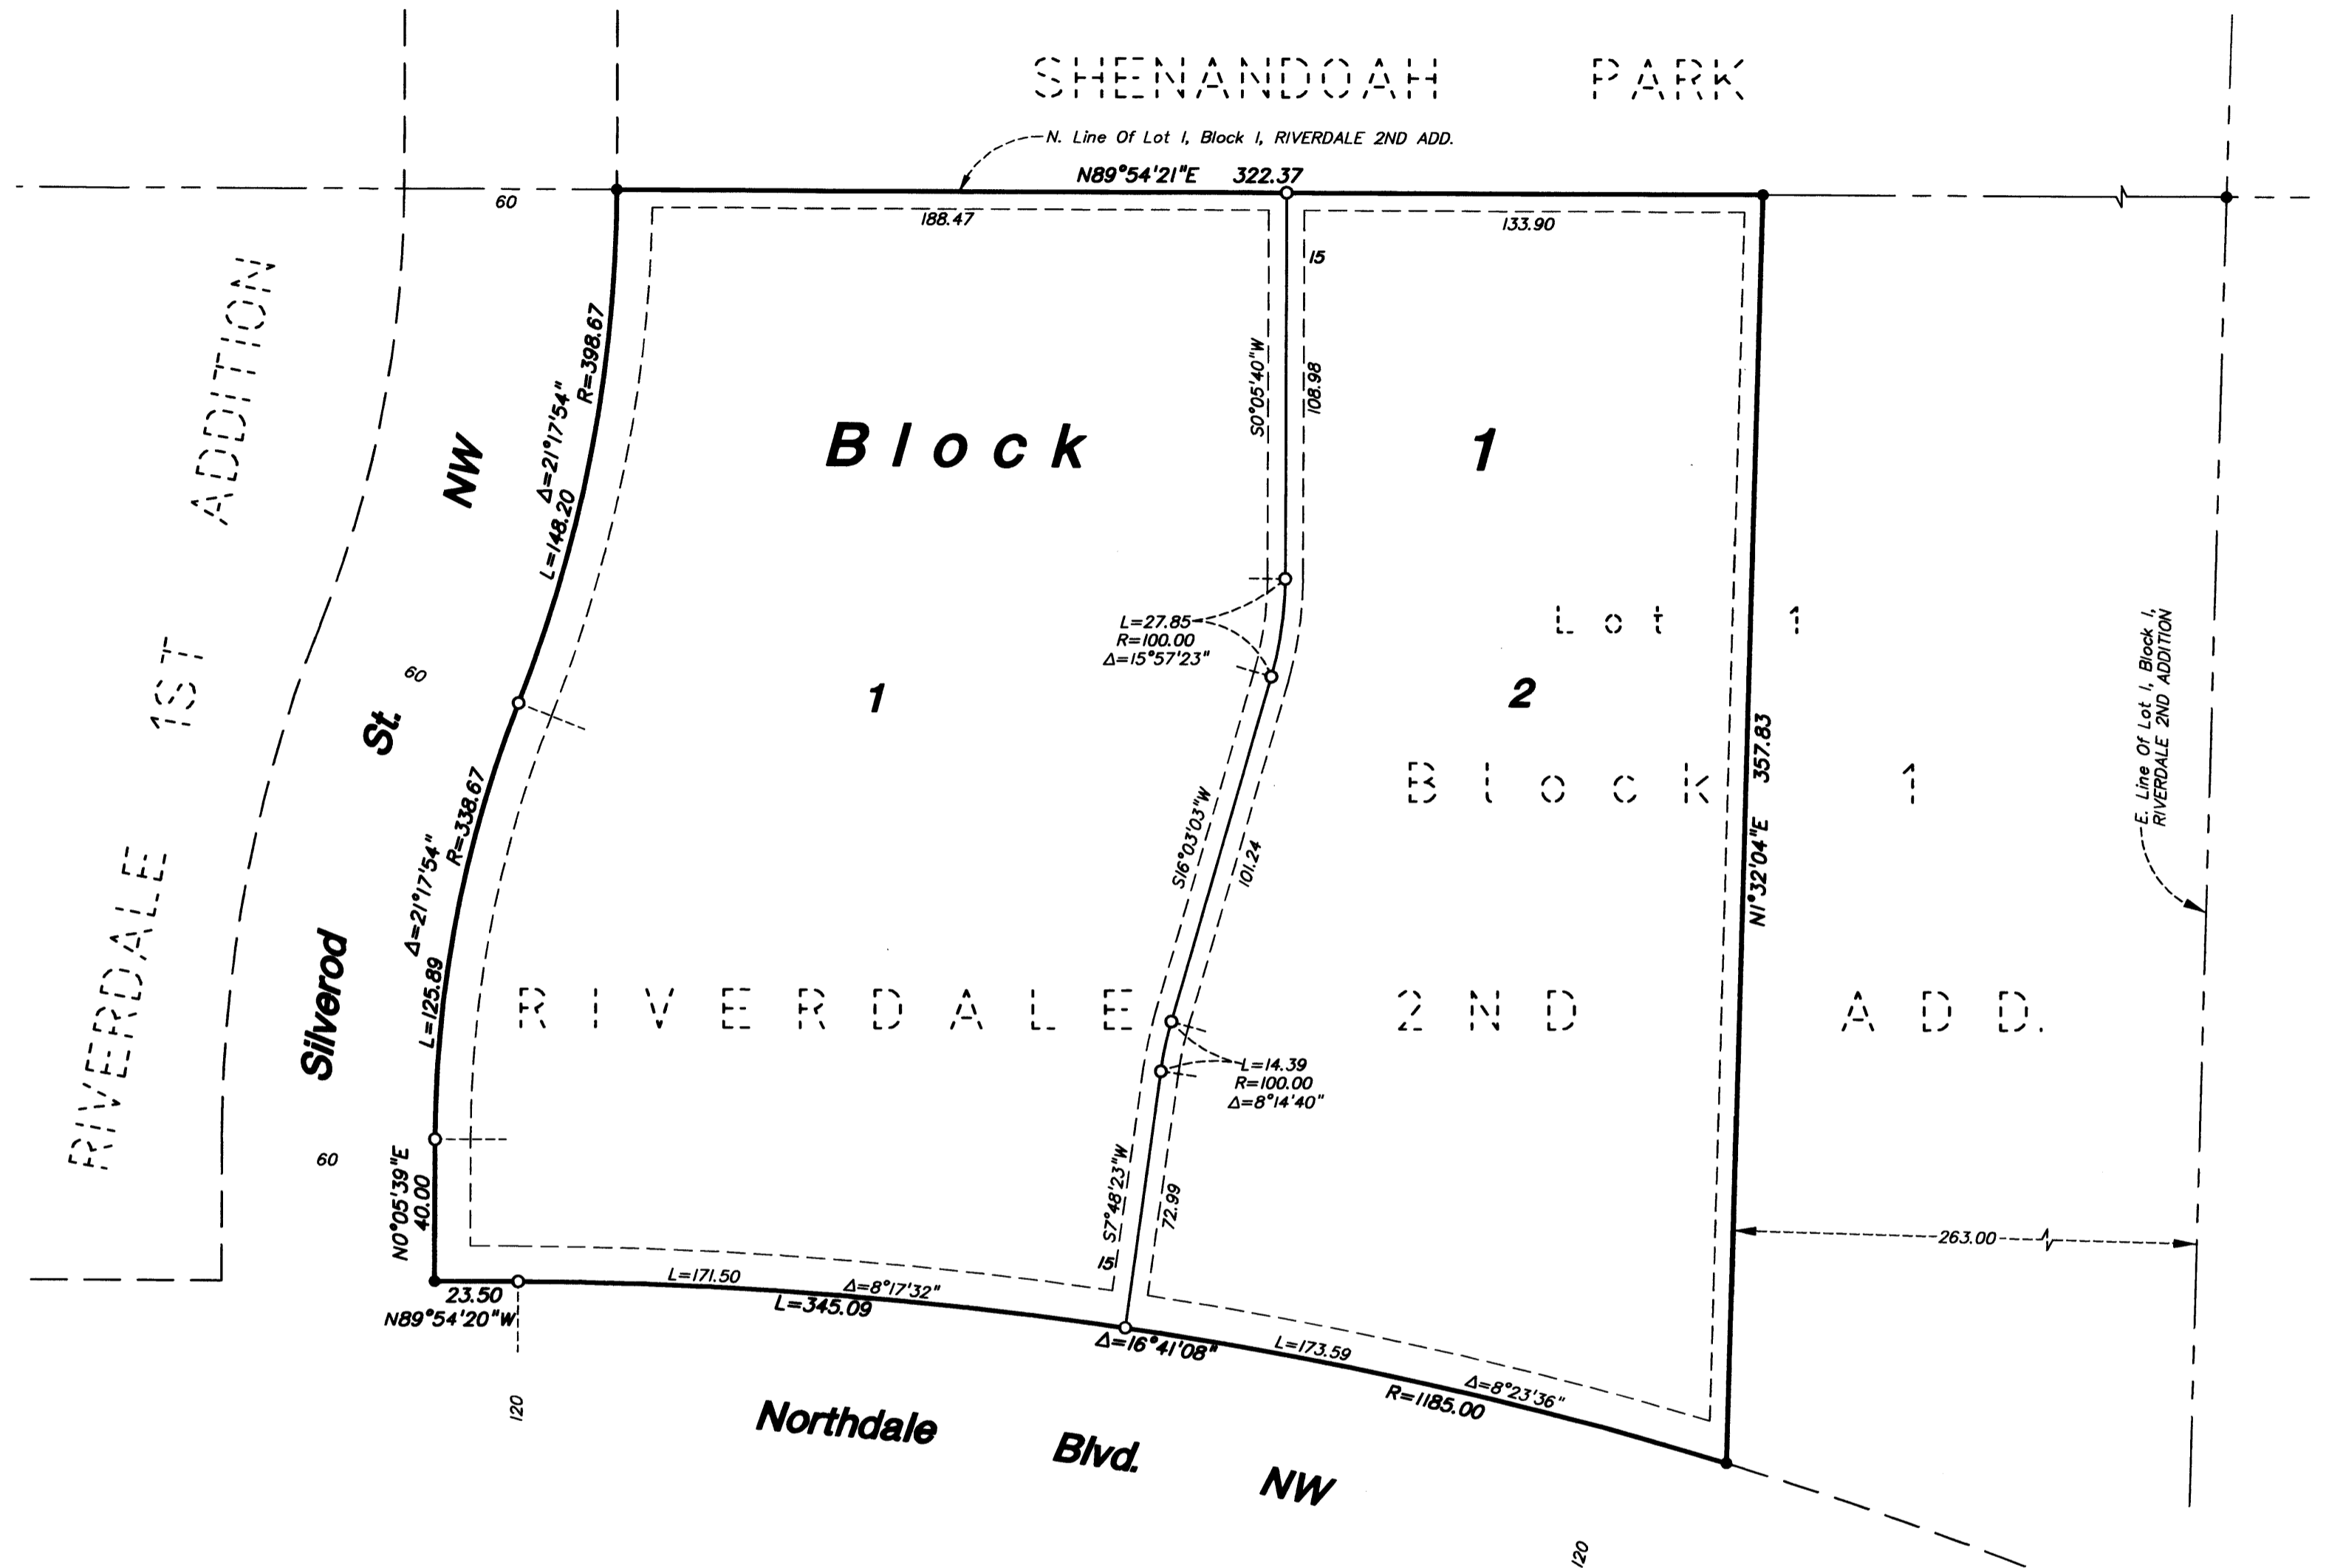 SHENANDOAH PARK
N. Line Of Lot 1, Block 1, RIVERDALE 2ND ADD.
N89°54'21"E 322.37
60
188.47
133.90
15
RIVERDALE 1ST ADDITION
Silverod St. NW
R=398.67
Δ=21°17'54"
L=148.20
S0°05'40"W
108.98
Block 1
L=27.85
R=100.00
Δ=15°57'23"
Lot 1
60
1
2
Block 1
E. Line Of Lot 1, Block 1,
RIVERDALE 2ND ADDITION
N1°32'04"E 357.83
R=338.67
Δ=21°17'54"
L=125.89
S16°03'03"W
101.24
RIVERDALE 2ND ADD.
L=14.39
R=100.00
Δ=8°14'40"
60
N0°05'39"E
40.00
S7°48'23"W
72.99
15
263.00
23.50
N89°54'20"W
L=171.50
Δ=8°17'32"
L=345.09
Δ=16°41'08"
L=173.59
Δ=8°23'36"
R=1185.00
120
Northdale Blvd. NW
120